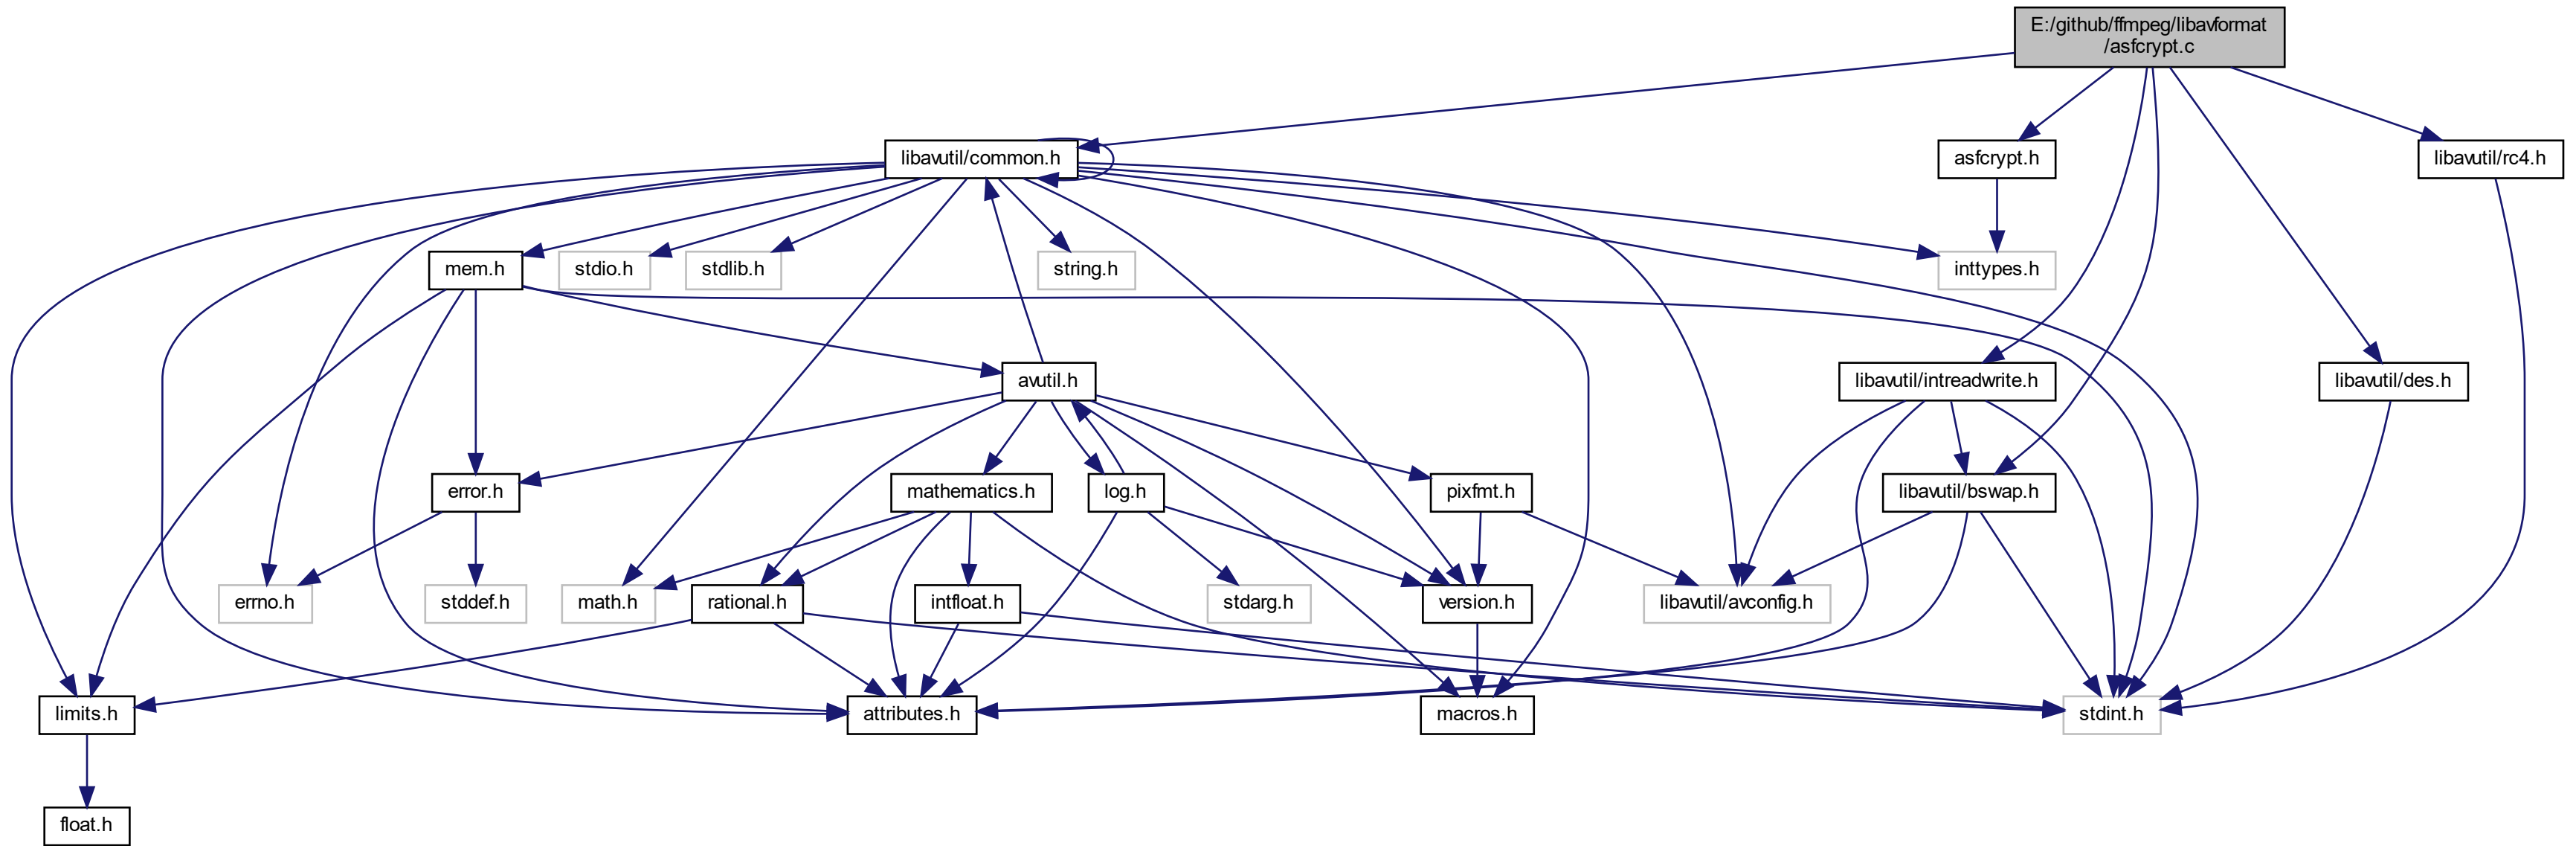 E:/github/ffmpeg/libavformat
/asfcrypt.c
libavutil/common.h
asfcrypt.h
libavutil/rc4.h
mem.h
stdio.h
stdlib.h
string.h
inttypes.h
avutil.h
libavutil/intreadwrite.h
libavutil/des.h
error.h
mathematics.h
log.h
pixfmt.h
libavutil/bswap.h
errno.h
stddef.h
math.h
rational.h
intfloat.h
stdarg.h
version.h
libavutil/avconfig.h
limits.h
attributes.h
macros.h
stdint.h
float.h